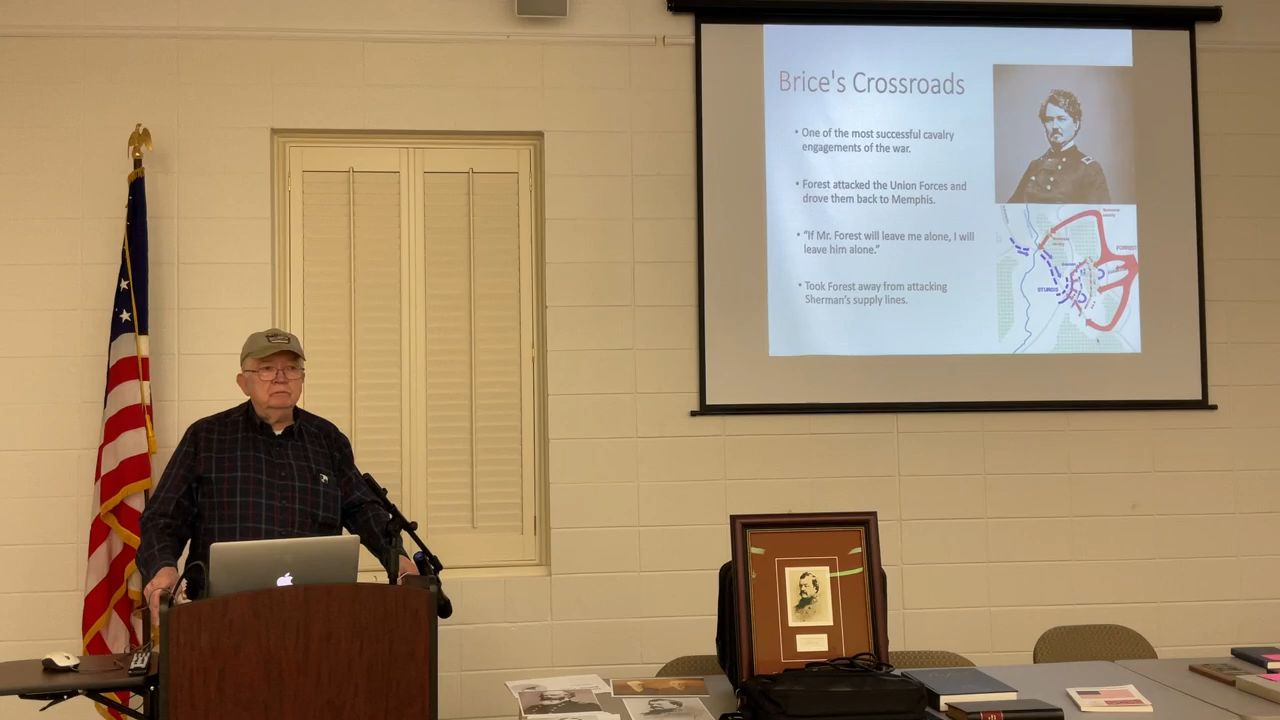 Brice's Crossroads
• One of the most successful cavalry
engagements of the war.
• Forest attacked the Union Forces and
drove them back to Memphis.
• "If Mr. Forest will leave me alone, I will
leave him alone."
• Took Forest away from attacking
Sherman's supply lines.
FORREST
STURGIS